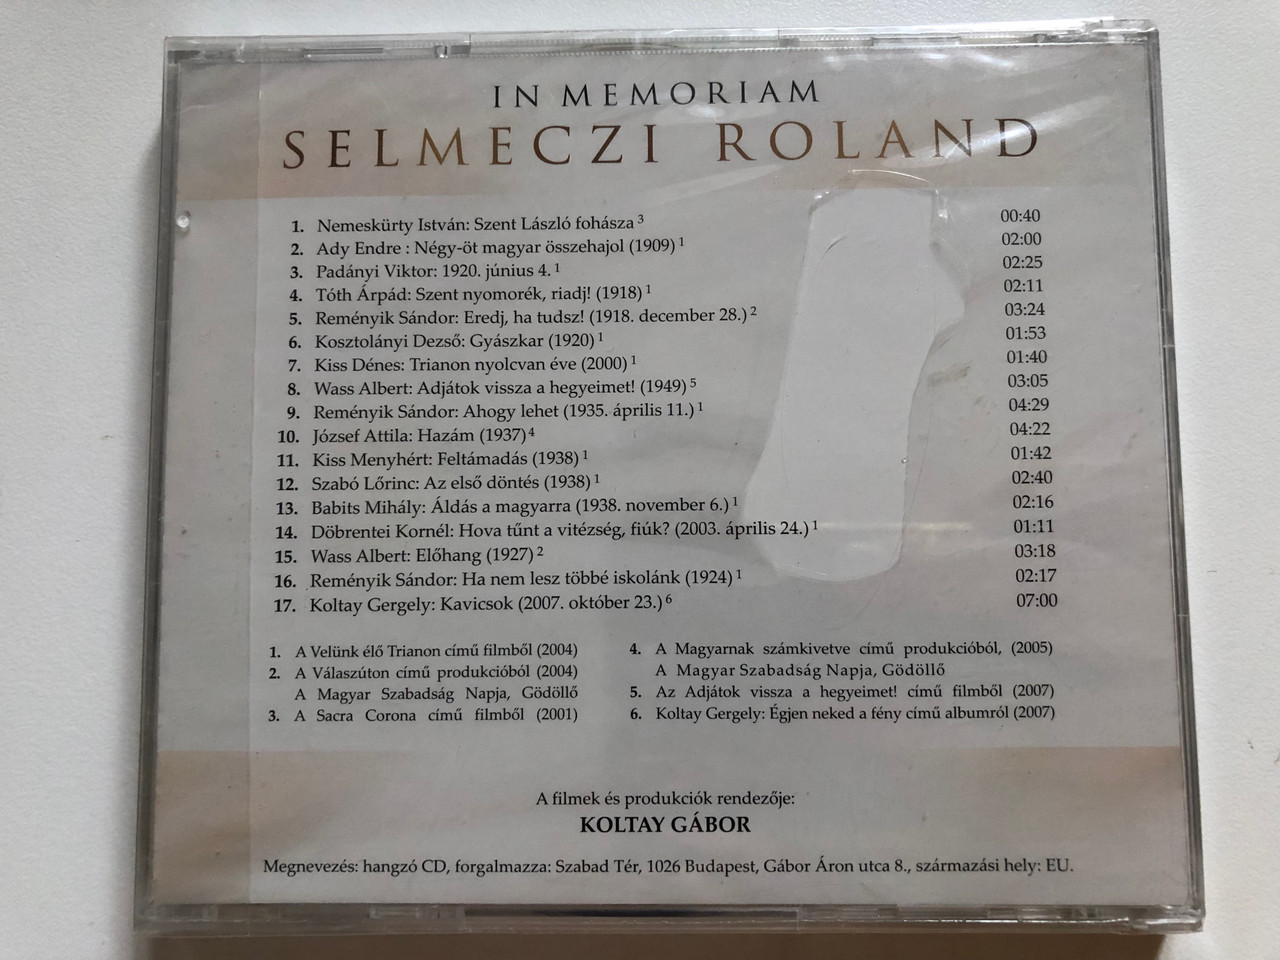 IN MEMORIAM
SELMECZI ROLAND
1. Nemeskürty István: Szent László fohásza 3 00:40
2. Ady Endre : Négy-öt magyar összehajol (1909) 1 02:00
3. Padányi Viktor: 1920. június 4. 1 02:25
4. Tóth Árpád: Szent nyomorék, riadj! (1918) 1 02:11
5. Reményik Sándor: Eredj, ha tudsz! (1918. december 28.) 2 03:24
6. Kosztolányi Dezső: Gyászkar (1920) 1 01:53
7. Kiss Dénes: Trianon nyolcvan éve (2000) 1 01:40
8. Wass Albert: Adjátok vissza a hegyeimet! (1949) 5 03:05
9. Reményik Sándor: Ahogy lehet (1935. április 11.) 1 04:29
10. József Attila: Hazám (1937) 4 04:22
11. Kiss Menyhért: Feltámadás (1938) 1 01:42
12. Szabó Lőrinc: Az első döntés (1938) 1 02:40
13. Babits Mihály: Áldás a magyarra (1938. november 6.) 1 02:16
14. Döbrentei Kornél: Hova tűnt a vitézség, fiúk? (2003. április 24.) 1 01:11
15. Wass Albert: Előhang (1927) 2 03:18
16. Reményik Sándor: Ha nem lesz többé iskolánk (1924) 1 02:17
17. Koltay Gergely: Kavicsok (2007. október 23.) 6 07:00
1. A Velünk élő Trianon című filmből (2004)
2. A Válaszúton című produkcióból (2004)
A Magyar Szabadság Napja, Gödöllő
3. A Sacra Corona című filmből (2001)
4. A Magyarnak számkivetve című produkcióból, (2005)
A Magyar Szabadság Napja, Gödöllő
5. Az Adjátok vissza a hegyeimet! című filmből (2007)
6. Koltay Gergely: Égjen neked a fény című albumról (2007)
A filmek és produkciók rendezője:
KOLTAY GÁBOR
Megnevezés: hangzó CD, forgalmazza: Szabad Tér, 1026 Budapest, Gábor Áron utca 8., származási hely: EU.